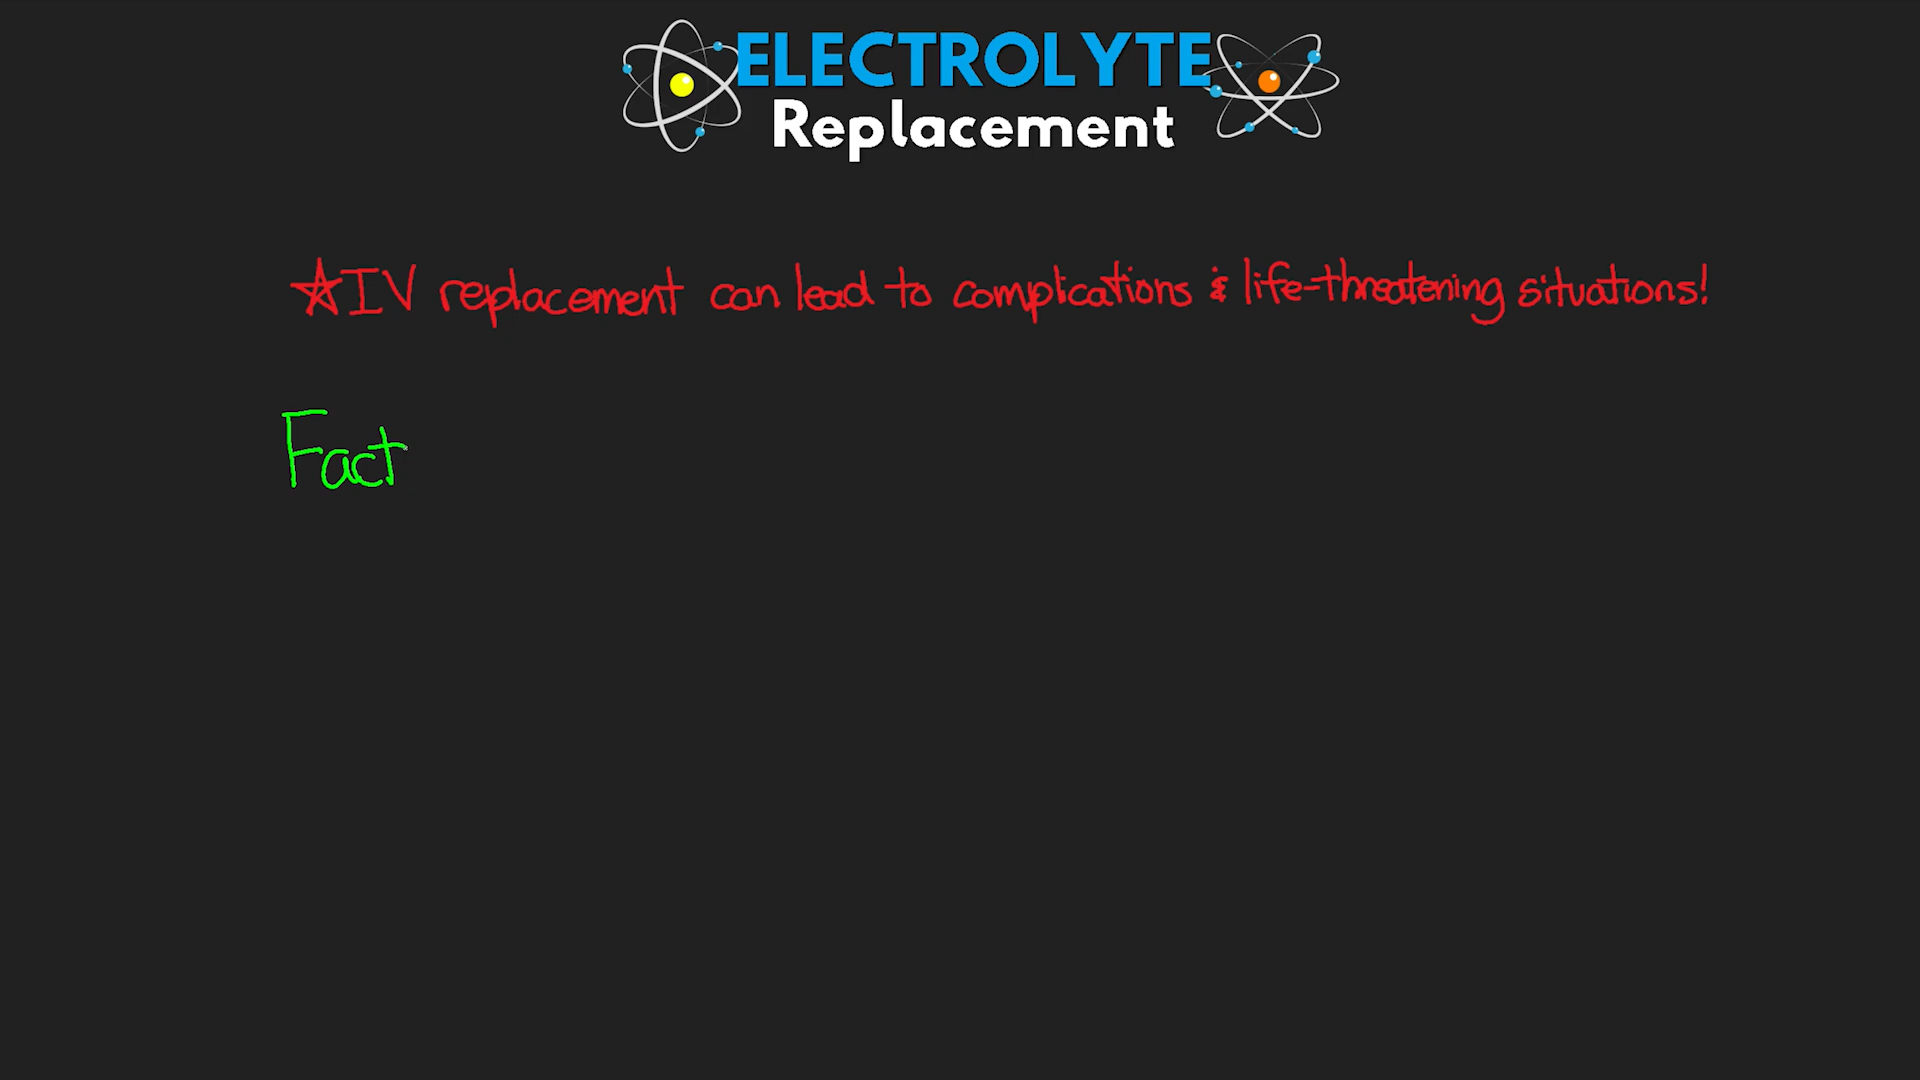 ELECTROLYTE
Replacement
☆IV replacement can lead to complications & life-threatening situations!
Fact